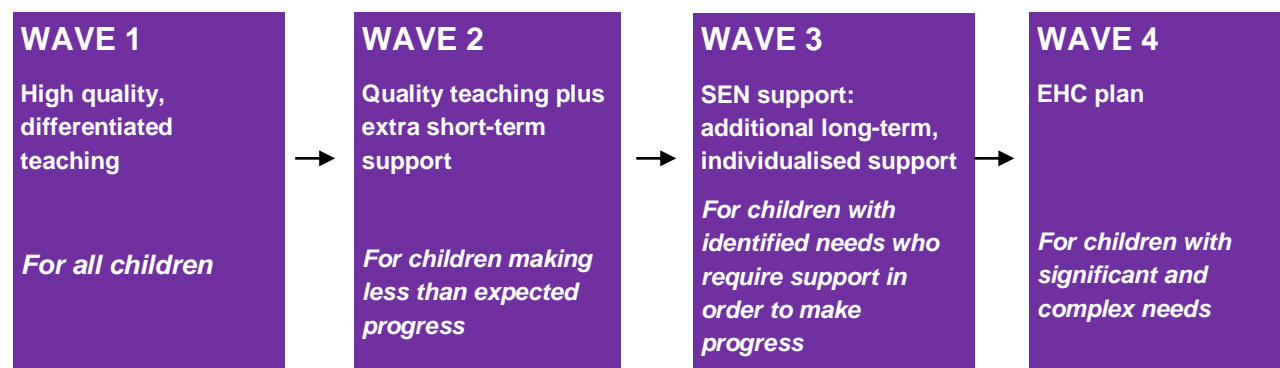 WAVE 1
High quality,
differentiated
teaching
For all children
WAVE 2
Quality teaching plus
extra short-term
support
For children making
less than expected
progress
WAVE 3
SEN support:
additional long-term,
individualised support
For children with
identified needs who
require support in
order to make
progress
WAVE 4
EHC plan
For children with
significant and
complex needs